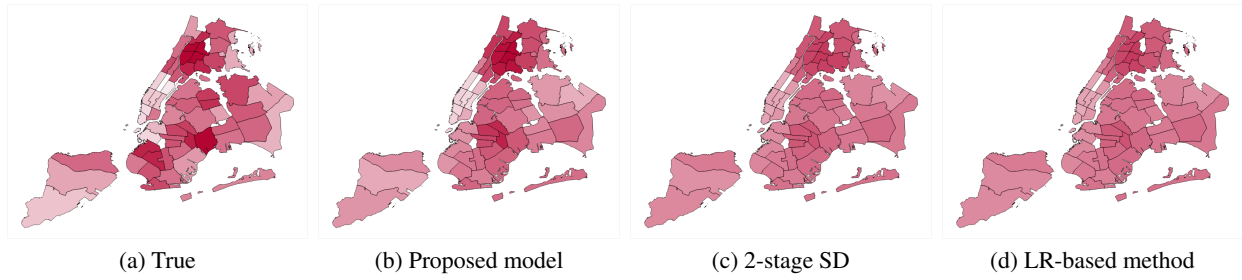 (a) True
(b) Proposed model
(c) 2-stage SD
(d) LR-based method